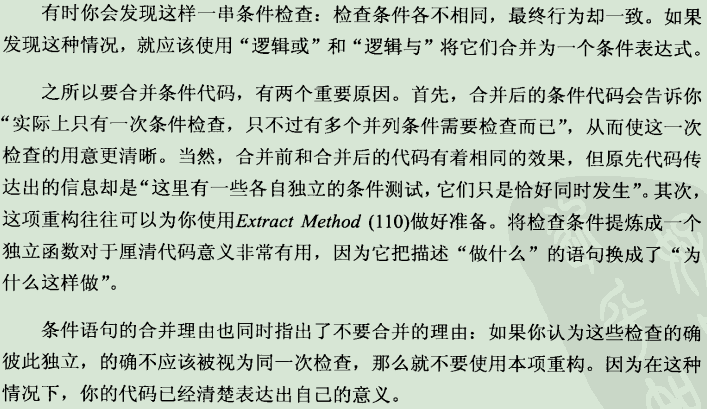 有时你会发现这样一串条件检查：检查条件各不相同，最终行为却一致。如果
发现这种情况，就应该使用“逻辑或”和“逻辑与”将它们合并为一个条件表达式。
之所以要合并条件代码，有两个重要原因。首先，合并后的条件代码会告诉你
“实际上只有一次条件检查，只不过有多个并列条件需要检查而已”，从而使这一次
检查的用意更清晰。当然，合并前和合并后的代码有着相同的效果，但原先代码传
达出的信息却是“这里有一些各自独立的条件测试，它们只是恰好同时发生”。其次，
这项重构往往可以为你使用Extract Method (110)做好准备。将检查条件提炼成一个
独立函数对于厘清代码意义非常有用，因为它把描述“做什么”的语句换成了“为
什么这样做”。
条件语句的合并理由也同时指出了不要合并的理由：如果你认为这些检查的确
彼此独立，的确不应该被视为同一次检查，那么就不要使用本项重构。因为在这种
情况下，你的代码已经清楚表达出自己的意义。